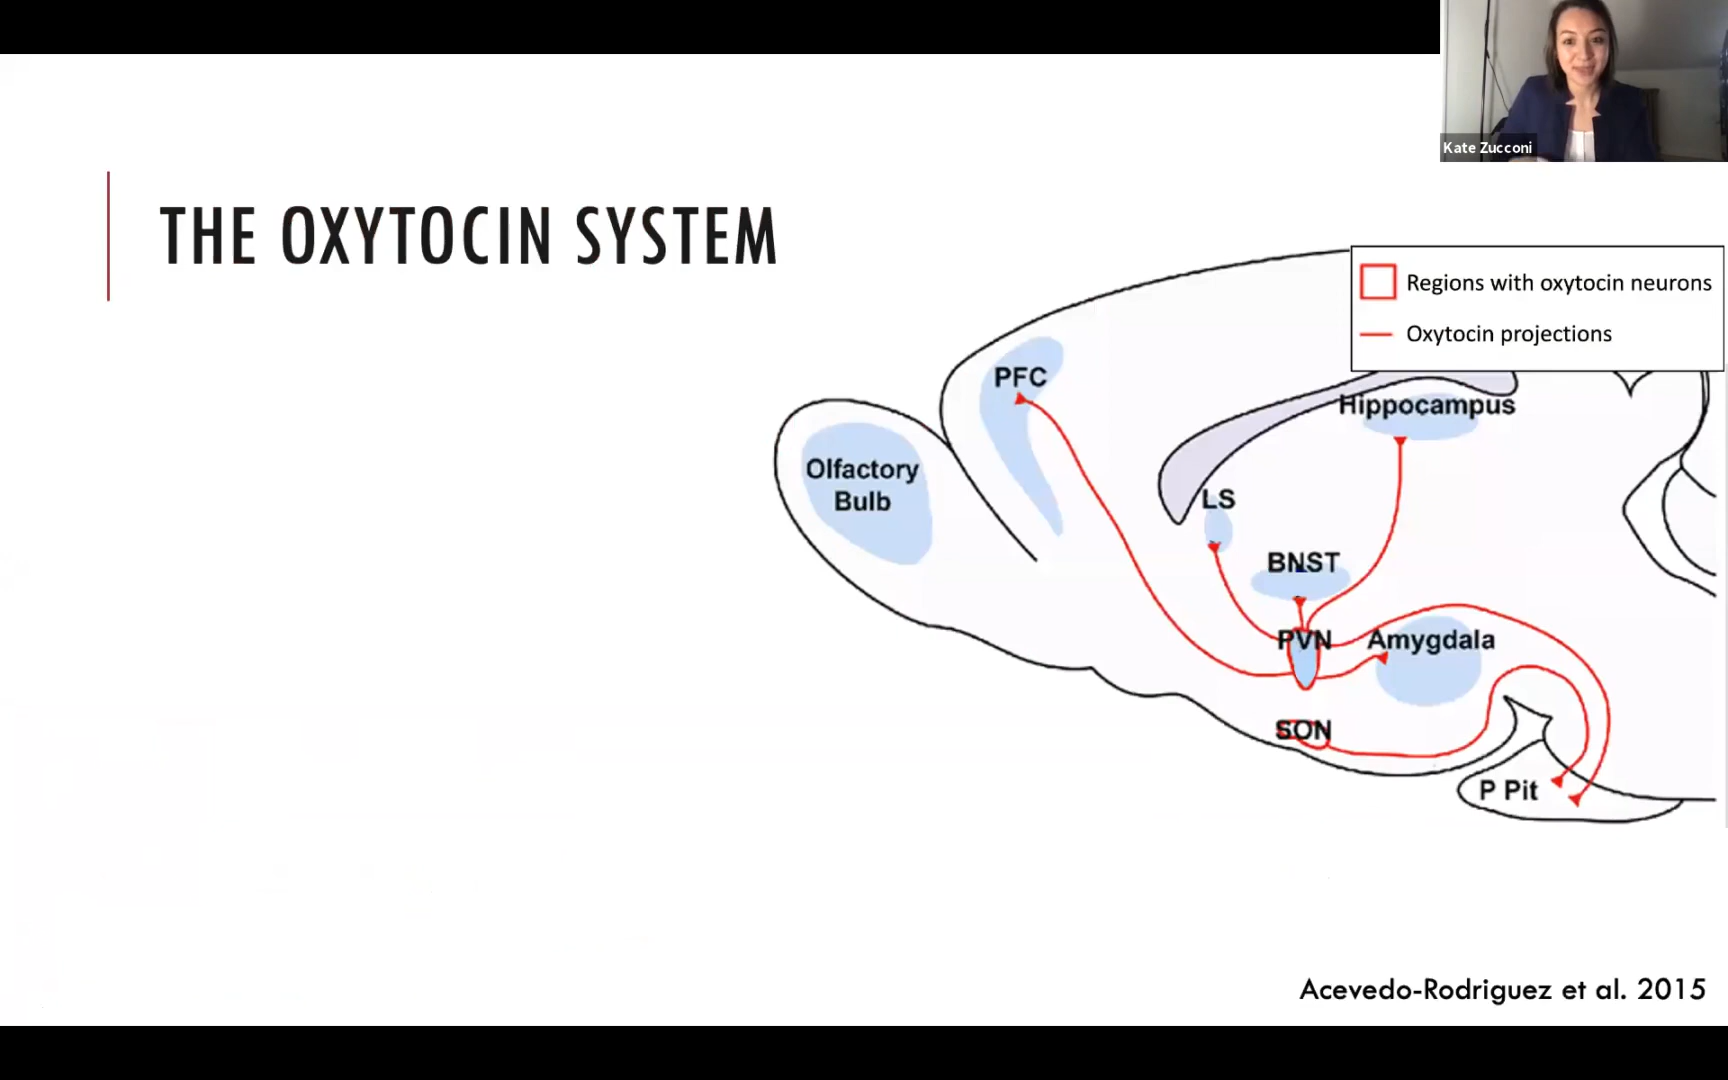 Kate Zucconi
THE OXYTOCIN SYSTEM
Regions with oxytocin neurons
Oxytocin projections
PFC
Hippocampus
Olfactory
Bulb
LS
BNST
PVN
Amygdala
SON
P Pit
Acevedo-Rodriguez et al. 2015